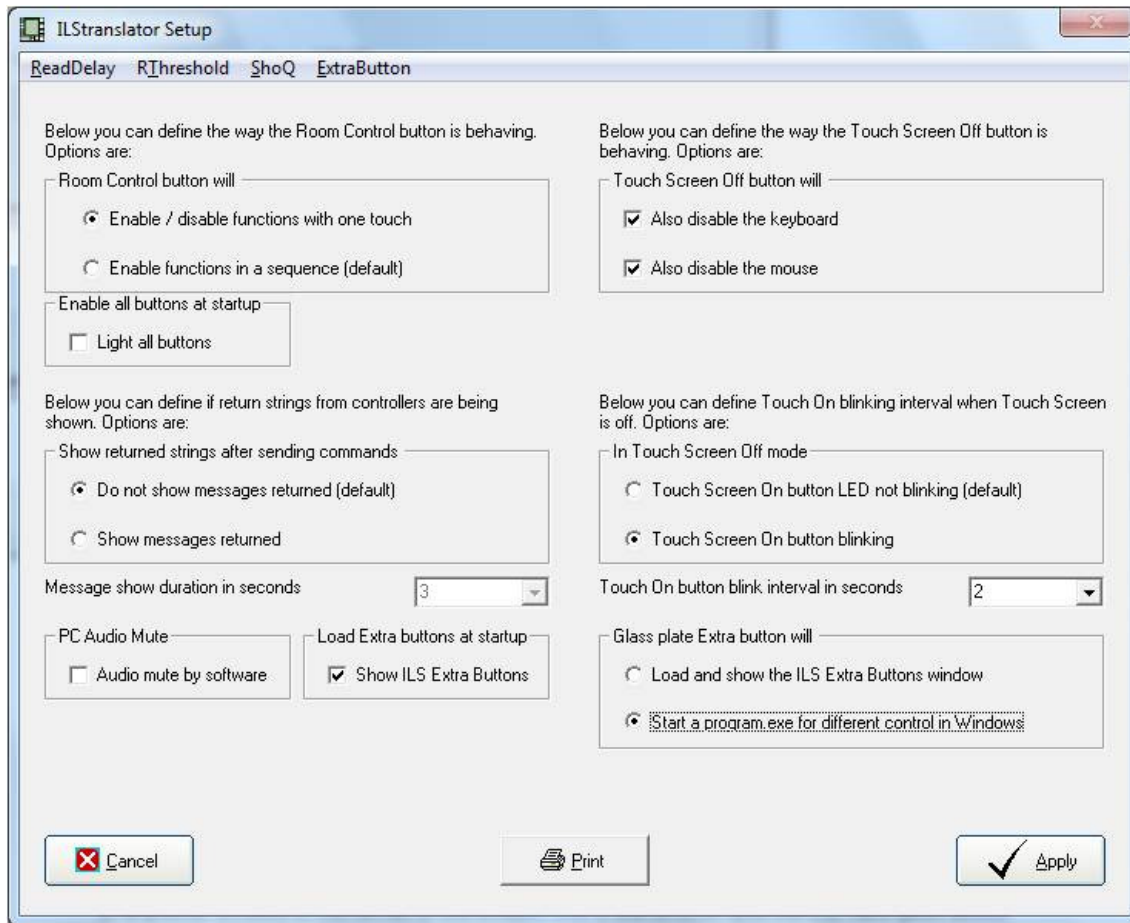 ILStranslator Setup
ReadDelay RThreshold ShoQ ExtraButton
Below you can define the way the Room Control button is behaving.
Options are:
Room Control button will
Enable / disable functions with one touch
Enable functions in a sequence (default)
Enable all buttons at startup
Light all buttons
Below you can define the way the Touch Screen Off button is
behaving. Options are:
Touch Screen Off button will
Also disable the keyboard
Also disable the mouse
Below you can define if return strings from controllers are being
shown. Options are:
Show returned strings after sending commands
Do not show messages returned (default)
Show messages returned
Message show duration in seconds 3
PC Audio Mute
Audio mute by software
Load Extra buttons at startup
Show ILS Extra Buttons
Below you can define Touch On blinking interval when Touch Screen
is off. Options are:
In Touch Screen Off mode
Touch Screen On button LED not blinking (default)
Touch Screen On button blinking
Touch On button blink interval in seconds 2
Glass plate Extra button will
Load and show the ILS Extra Buttons window
Start a program.exe for different control in Windows
Cancel Print Apply